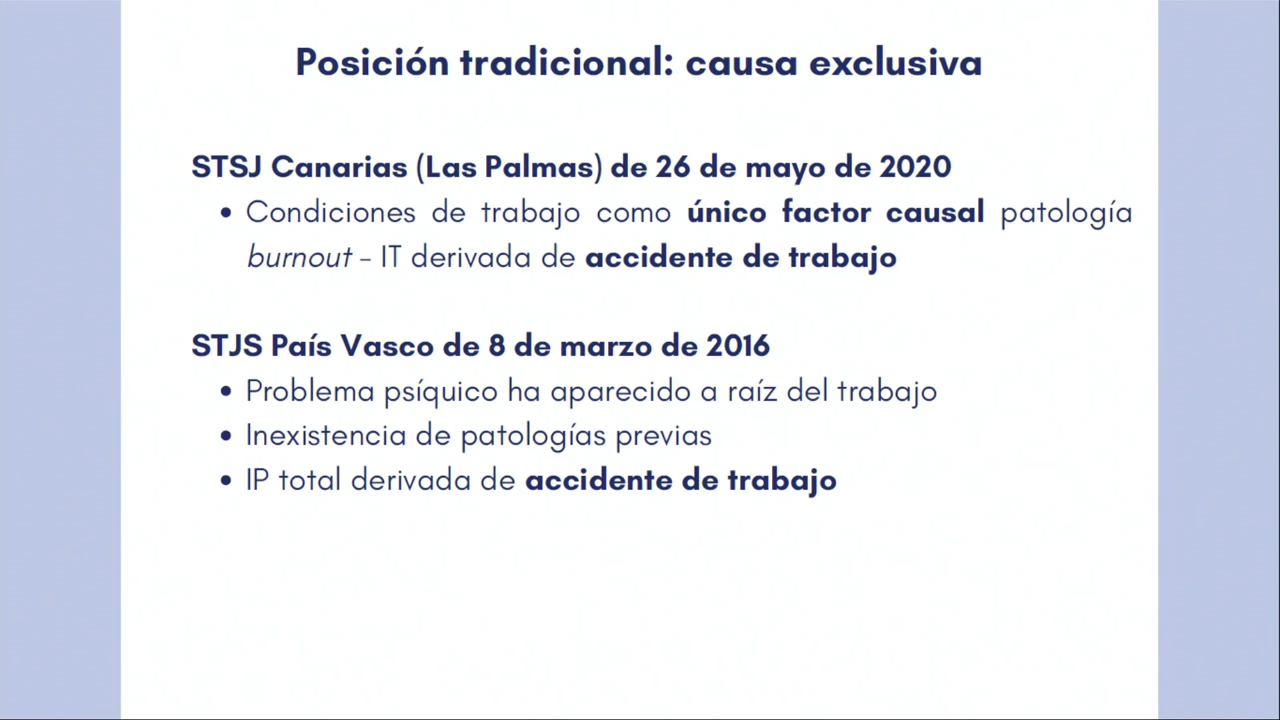 Posición tradicional: causa exclusiva
STSJ Canarias (Las Palmas) de 26 de mayo de 2020
• Condiciones de trabajo como único factor causal patología
burnout – IT derivada de accidente de trabajo
STJS País Vasco de 8 de marzo de 2016
• Problema psíquico ha aparecido a raíz del trabajo
• Inexistencia de patologías previas
• IP total derivada de accidente de trabajo